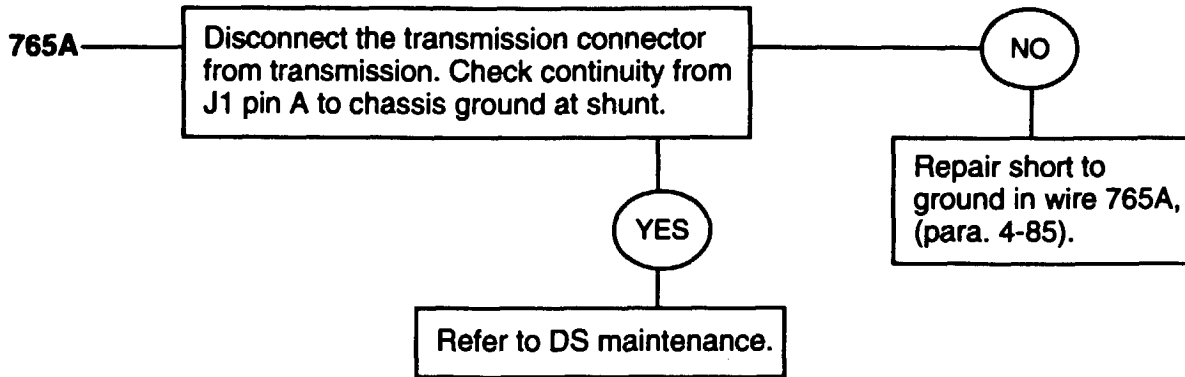 765A
Disconnect the transmission connector
from transmission. Check continuity from
J1 pin A to chassis ground at shunt.
NO
Repair short to
ground in wire 765A,
(para. 4-85).
YES
Refer to DS maintenance.